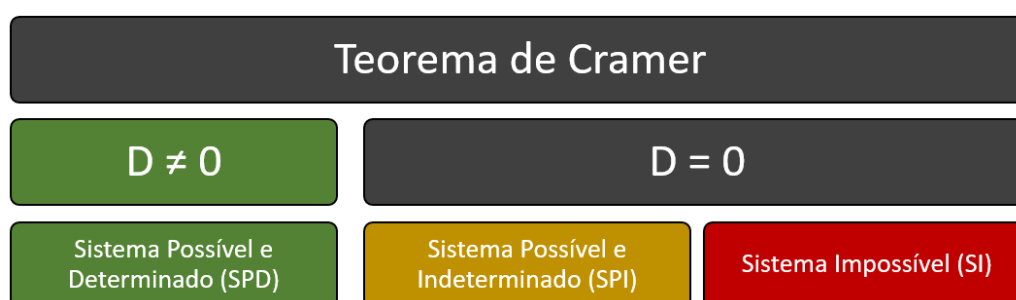 Teorema de Cramer
D ≠ 0
D = 0
Sistema Possível e
Determinado (SPD)
Sistema Possível e
Indeterminado (SPI)
Sistema Impossível (SI)